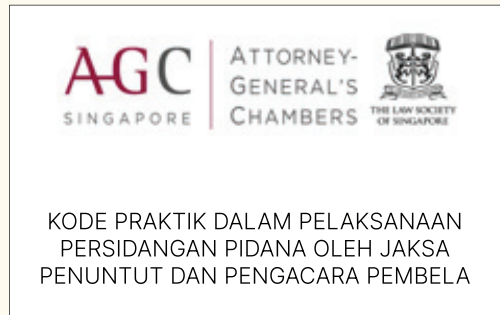 AGC
SINGAPORE
ATTORNEY-
GENERAL'S
CHAMBERS
THE LAW SOCIETY
OF SINGAPORE
KODE PRAKTIK DALAM PELAKSANAAN
PERSIDANGAN PIDANA OLEH JAKSA
PENUNTUT DAN PENGACARA PEMBELA